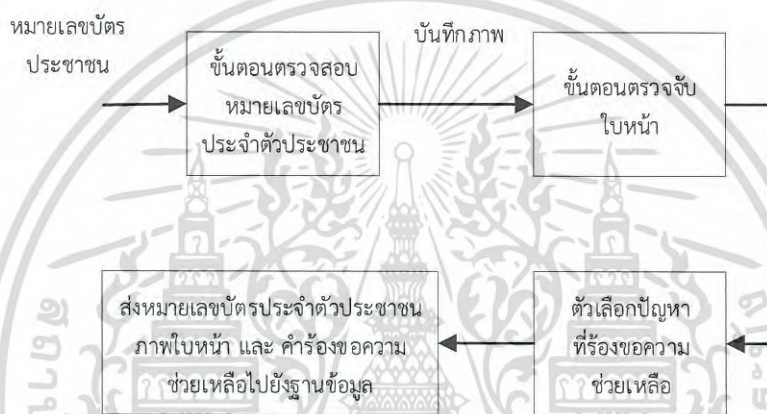 หมายเลขบัตร
ประชาชน
ขั้นตอนตรวจสอบ
หมายเลขบัตร
ประจำตัวประชาชน
บันทึกภาพ
ขั้นตอนตรวจจับ
ใบหน้า
ตัวเลือกปัญหา
ที่ร้องขอความ
ช่วยเหลือ
ส่งหมายเลขบัตรประจำตัวประชาชน
ภาพใบหน้า และ คำร้องขอความ
ช่วยเหลือไปยังฐานข้อมูล